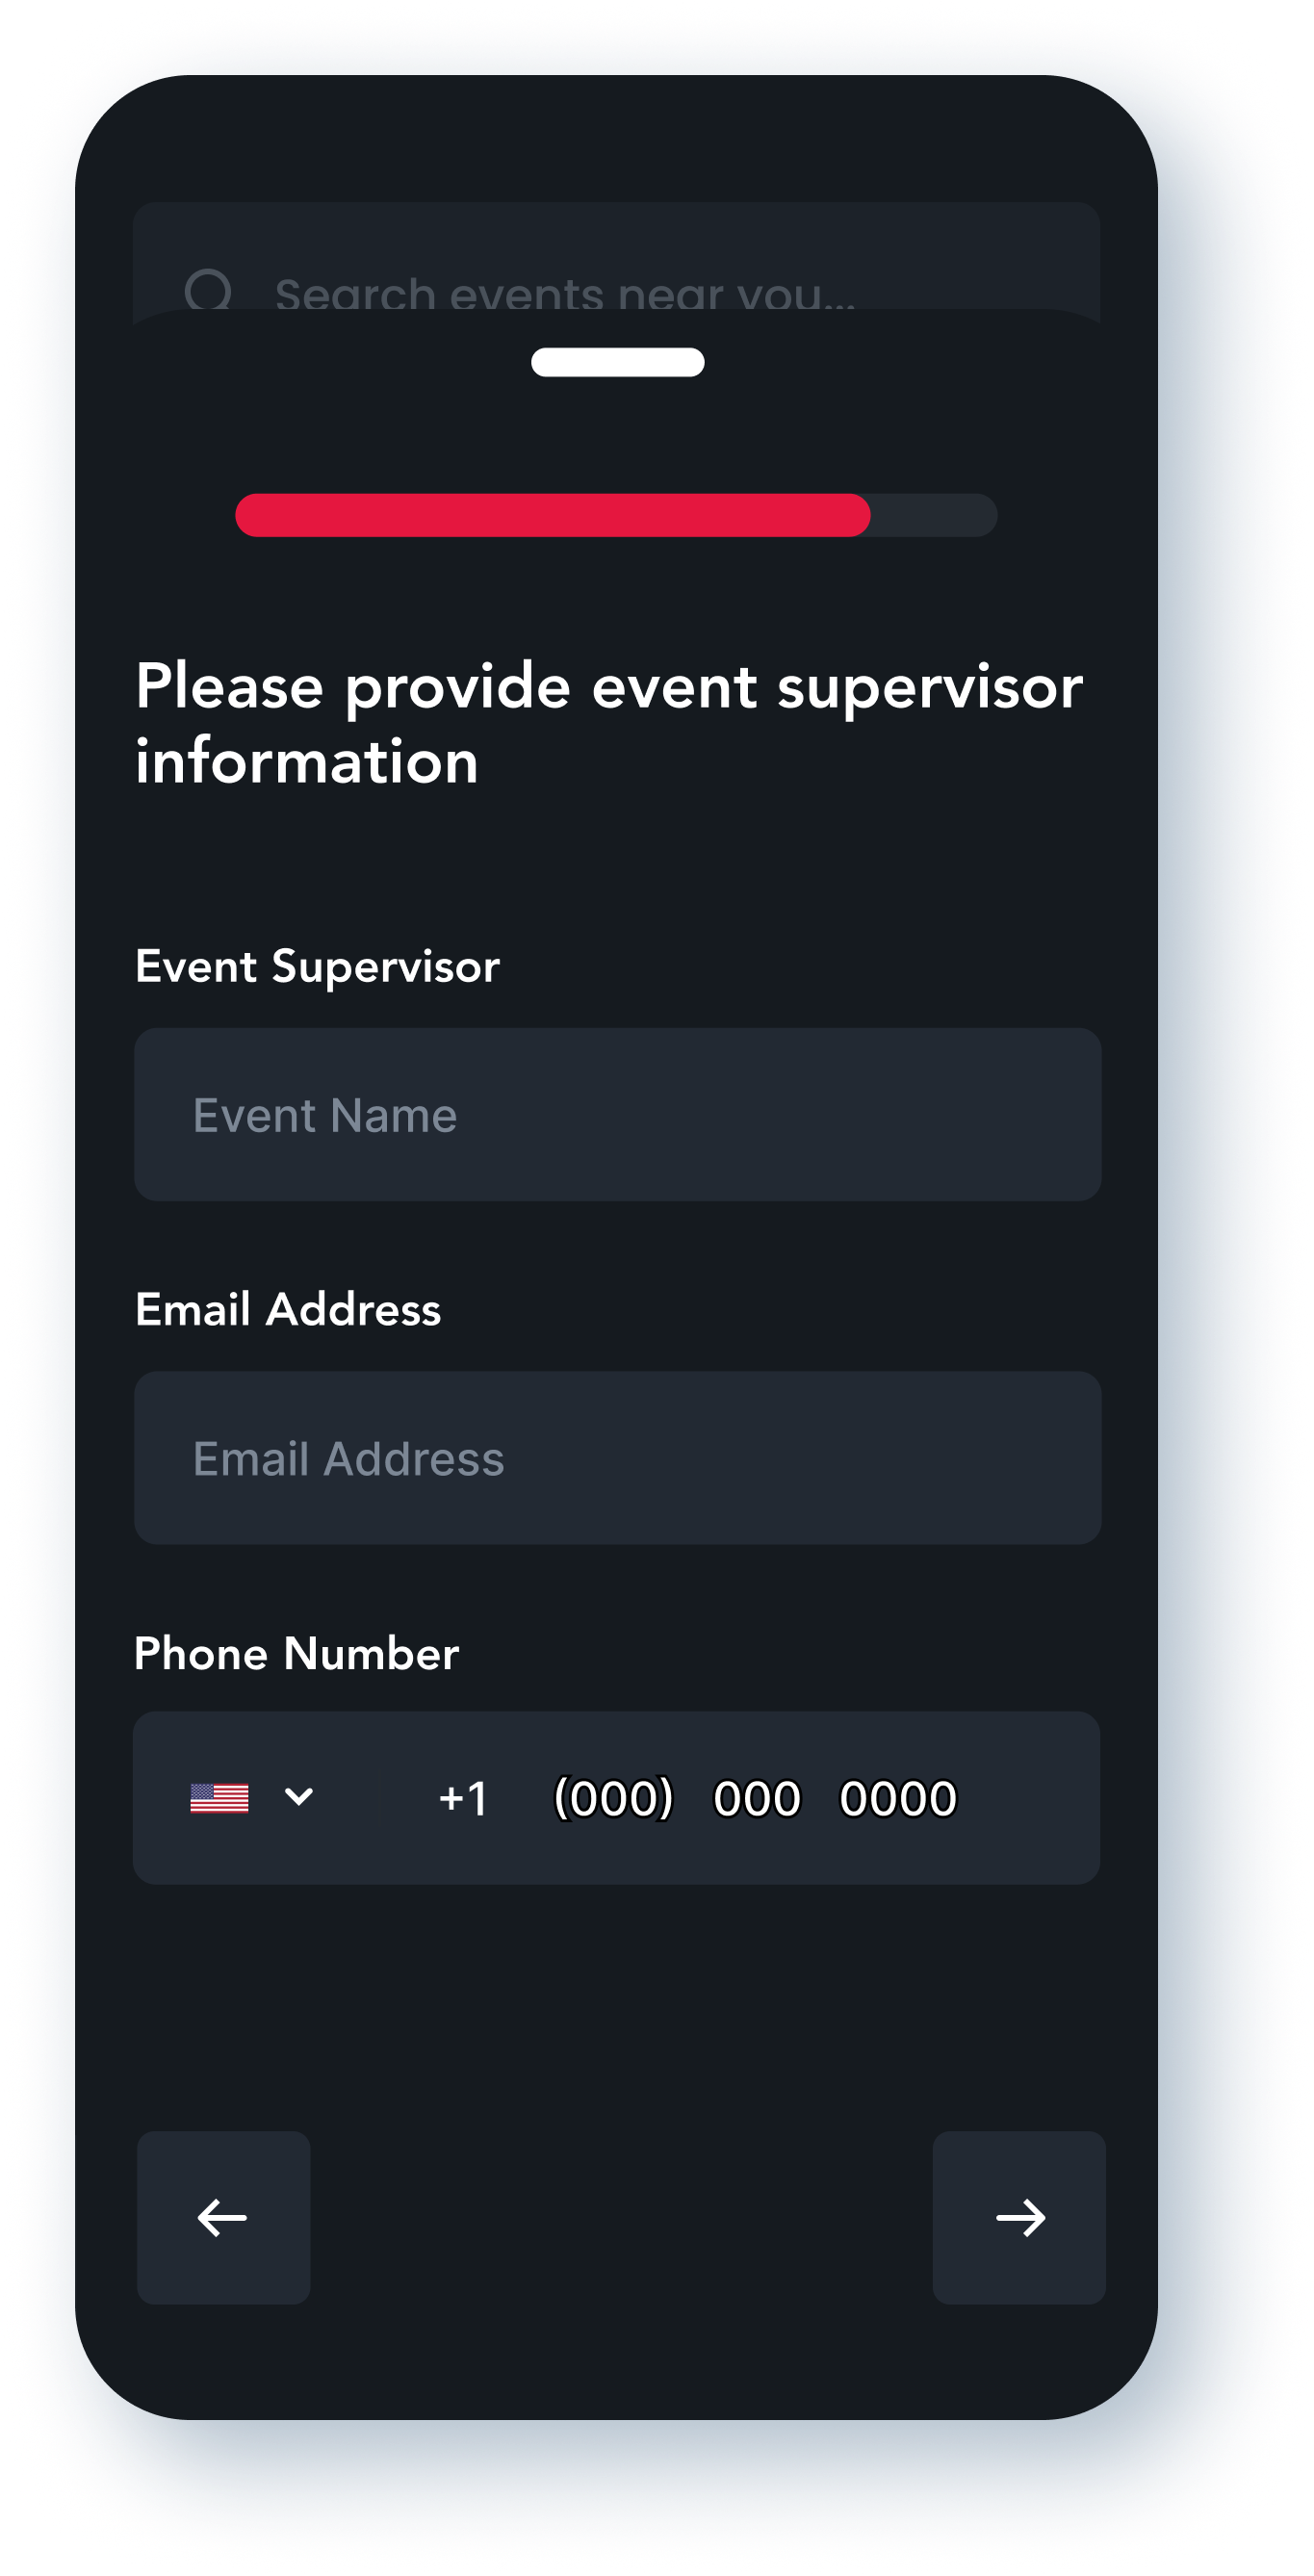 Search events near you...
Please provide event supervisor
information
Event Supervisor
Event Name
Email Address
Email Address
Phone Number
+1 (000) 000 0000